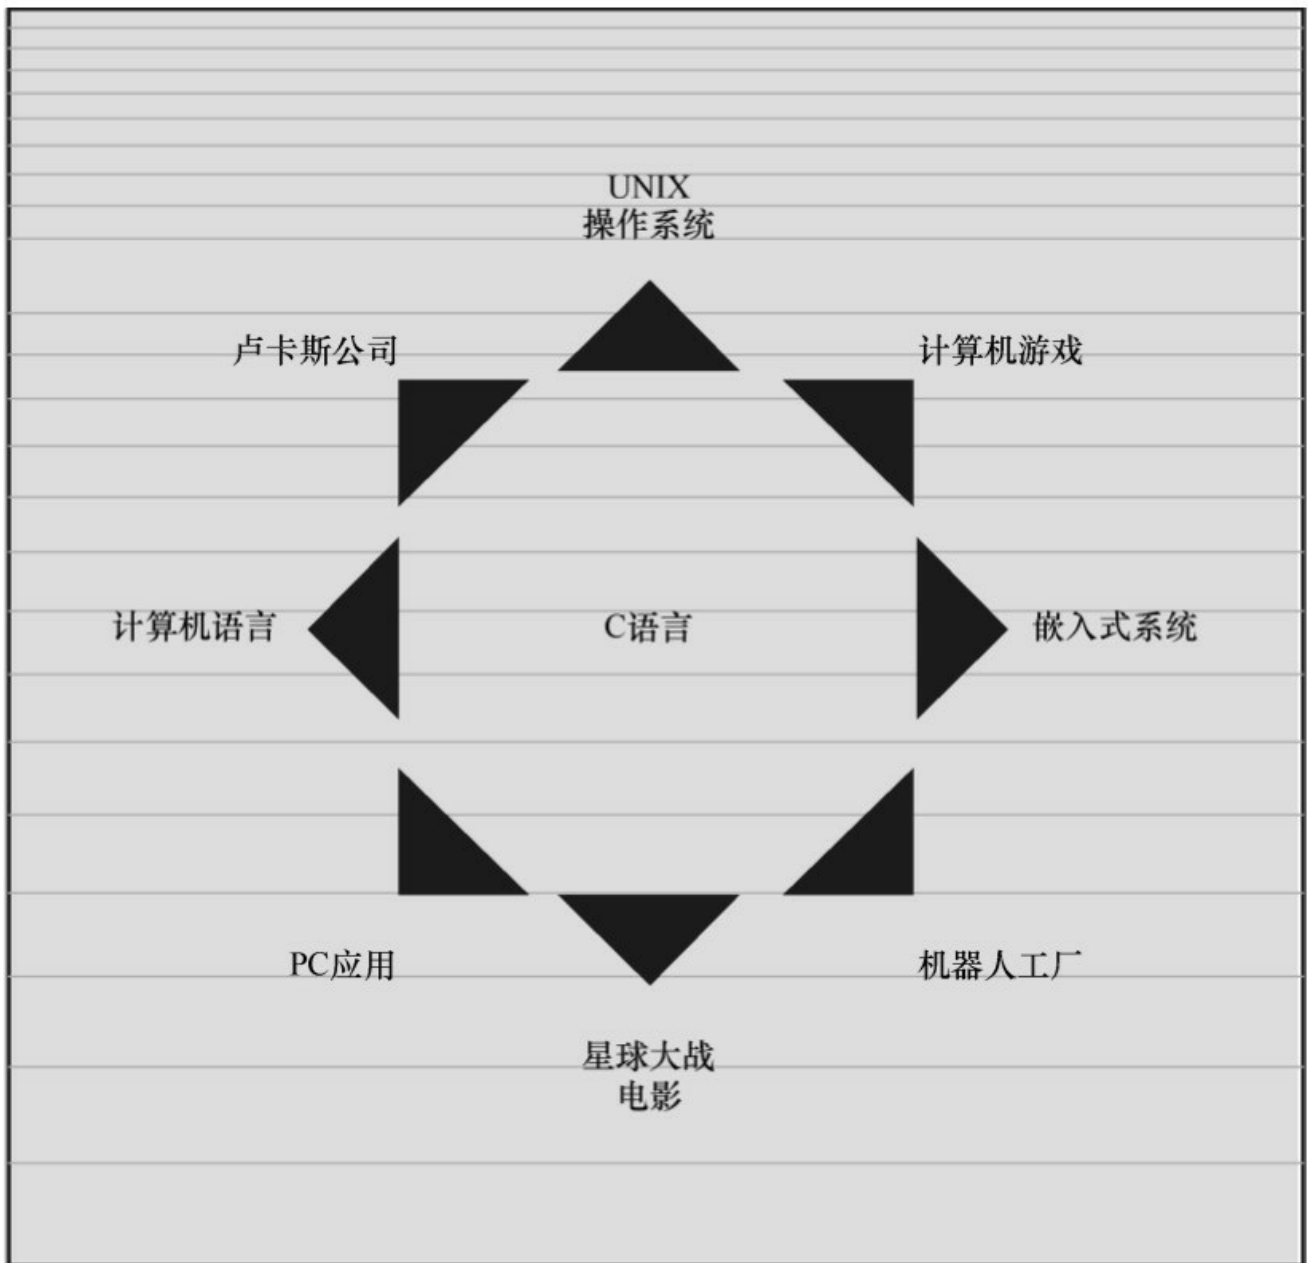 UNIX
操作系统
卢卡斯公司
计算机游戏
计算机语言
C语言
嵌入式系统
PC应用
机器人工厂
星球大战
电影